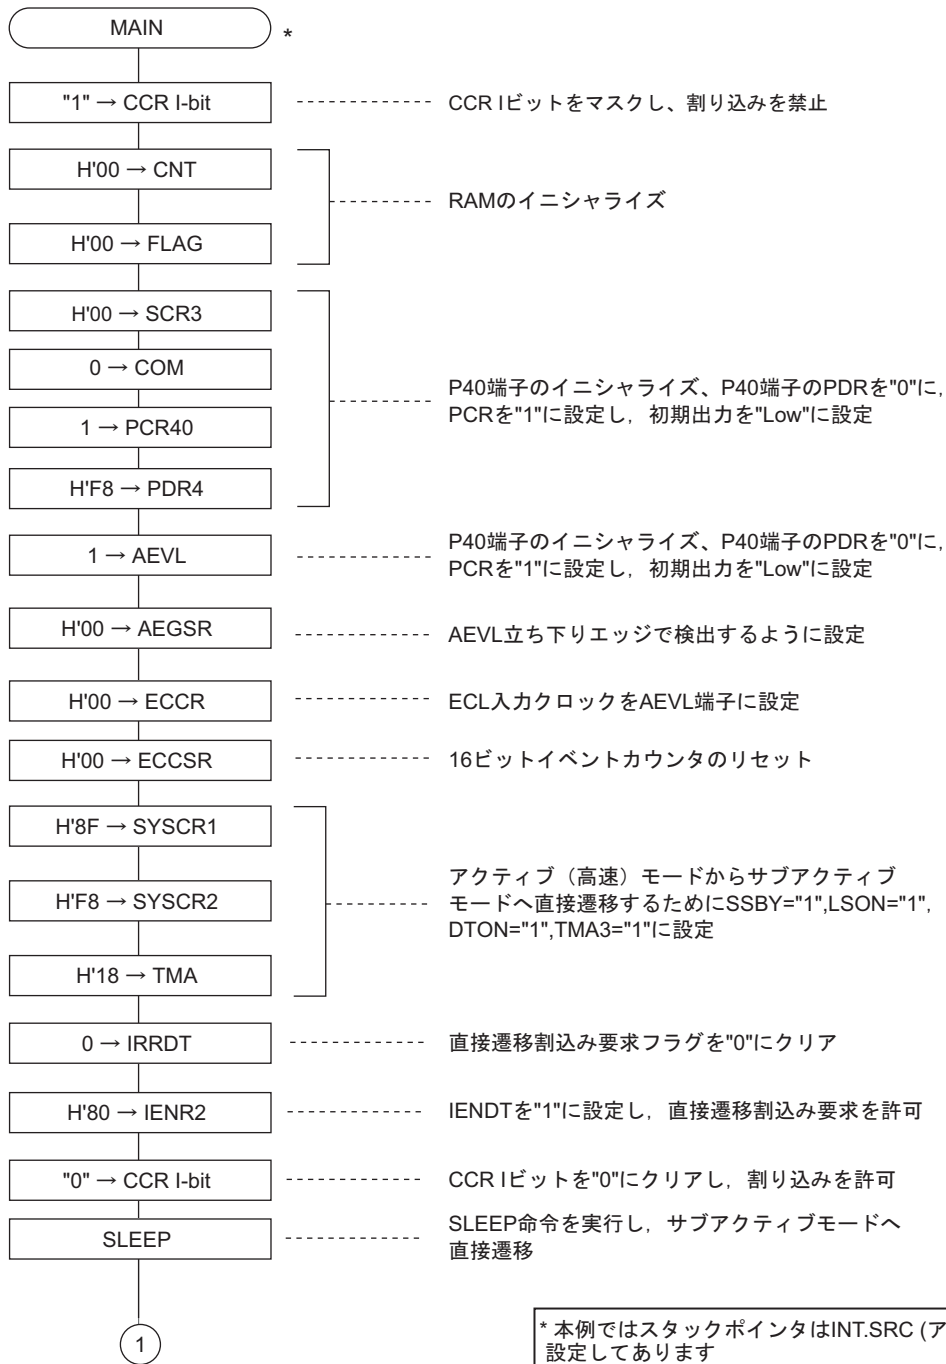 MAIN
*
"1" → CCR I-bit
CCR Iビットをマスクし、割り込みを禁止
H'00 → CNT
RAMのイニシャライズ
H'00 → FLAG
H'00 → SCR3
0 → COM
P40端子のイニシャライズ、P40端子のPDRを"0"に,
PCRを"1"に設定し，初期出力を"Low"に設定
1 → PCR40
H'F8 → PDR4
1 → AEVL
P40端子のイニシャライズ、P40端子のPDRを"0"に,
PCRを"1"に設定し，初期出力を"Low"に設定
H'00 → AEGSR
AEVL立ち下りエッジで検出するように設定
H'00 → ECCR
ECL入力クロックをAEVL端子に設定
H'00 → ECCSR
16ビットイベントカウンタのリセット
H'8F → SYSCR1
H'F8 → SYSCR2
アクティブ（高速）モードからサブアクティブ
モードへ直接遷移するためにSSBY="1",LSON="1",
DTON="1",TMA3="1"に設定
H'18 → TMA
0 → IRRDT
直接遷移割込み要求フラグを"0"にクリア
H'80 → IENR2
IENDTを"1"に設定し，直接遷移割込み要求を許可
"0" → CCR I-bit
CCR Iビットを"0"にクリアし，割り込みを許可
SLEEP
SLEEP命令を実行し，サブアクティブモードへ
直接遷移
1
* 本例ではスタックポインタはINT.SRC (ア
設定してあります